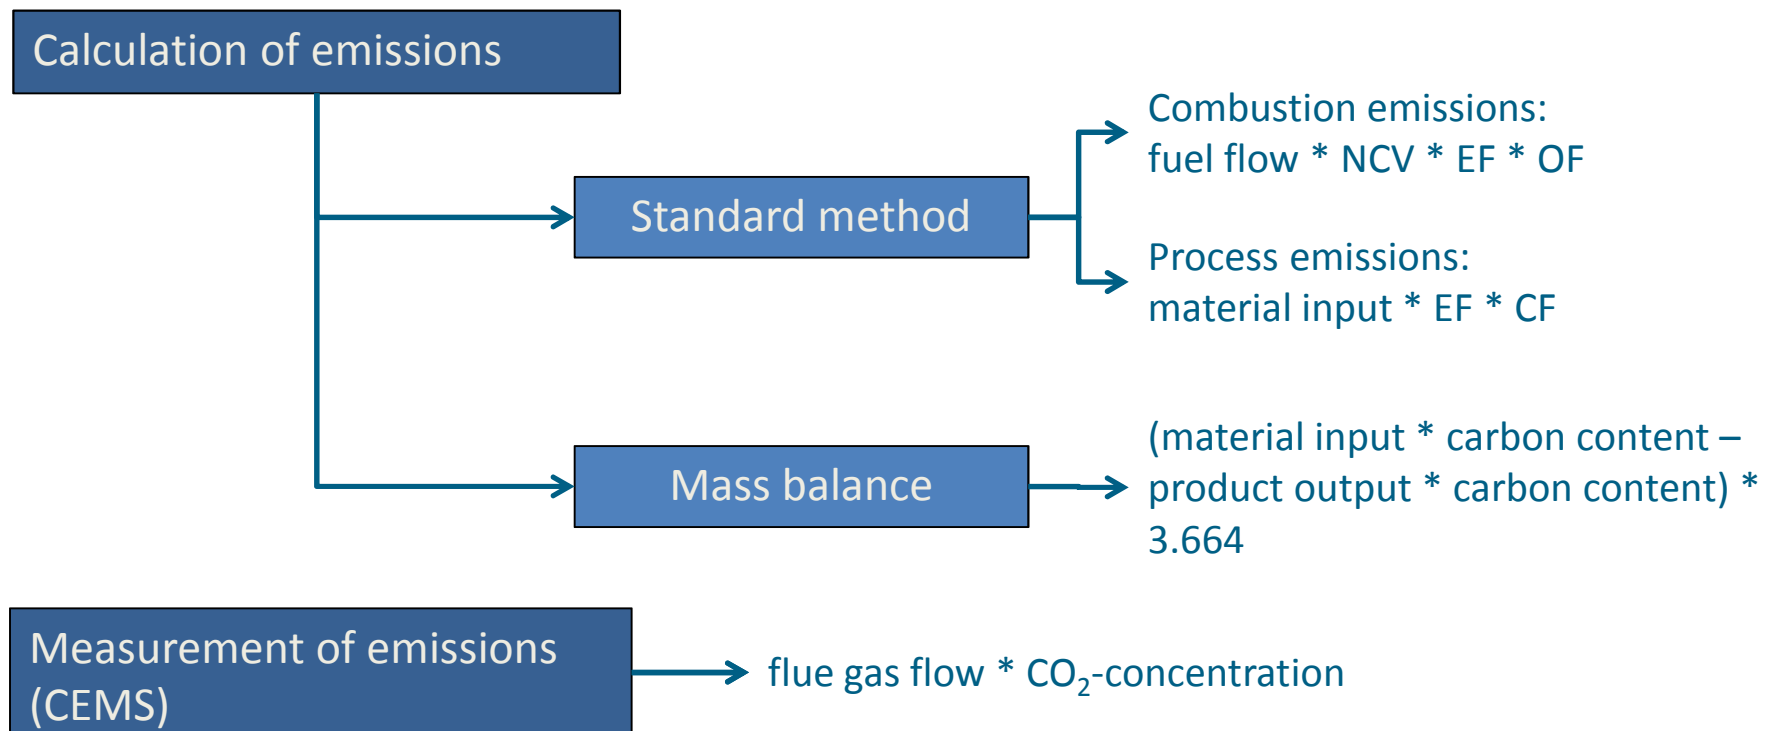 Calculation of emissions
Combustion emissions:
fuel flow * NCV * EF * OF
Standard method
Process emissions:
material input * EF * CF
(material input * carbon content –
Mass balance
product output * carbon content) *
3.664
Measurement of emissions
(CEMS)
flue gas flow * CO₂-concentration